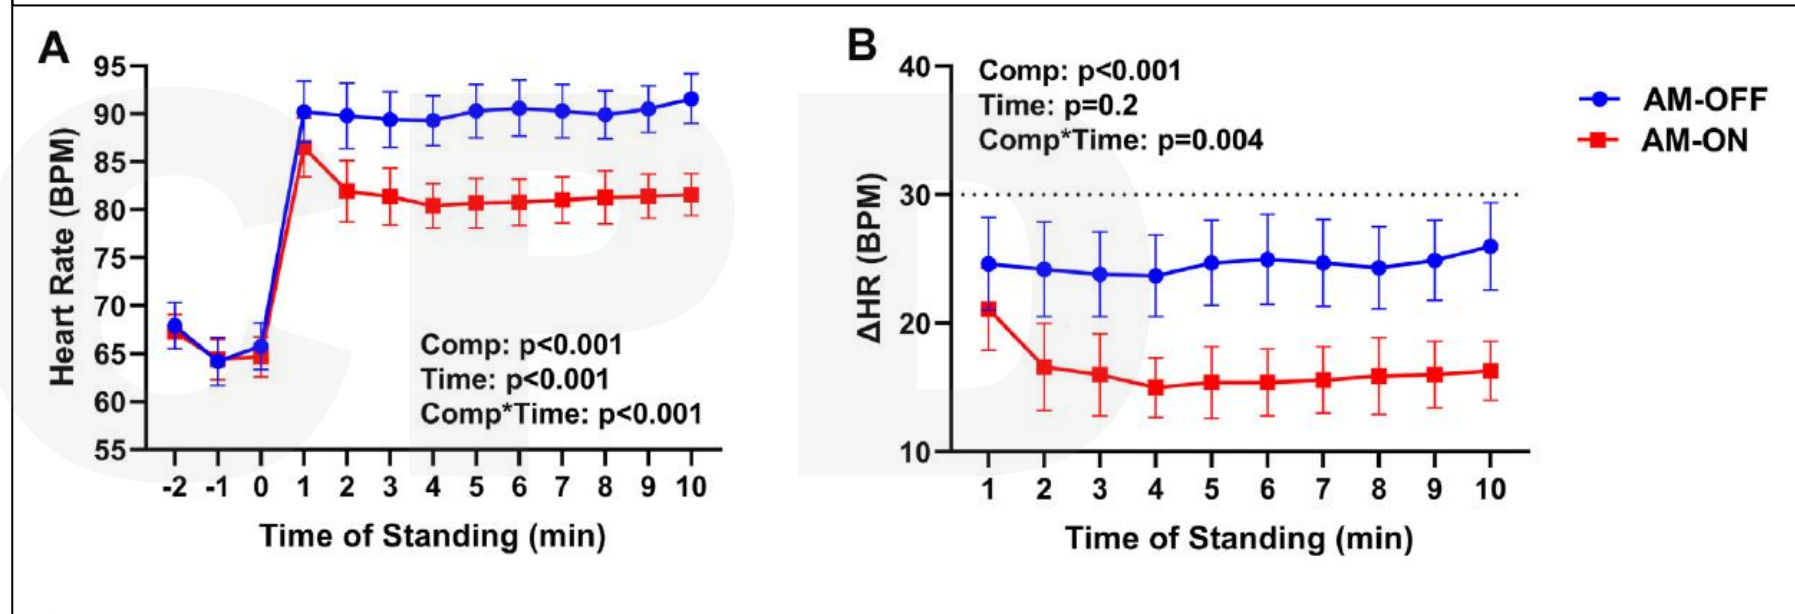 A
95
90
85
80
75
70
65
60
55
Heart Rate (BPM)
Comp: p<0.001
Time: p<0.001
Comp*Time: p<0.001
-2 -1 0 1 2 3 4 5 6 7 8 9 10
Time of Standing (min)
B
40
30
20
10
ΔHR (BPM)
Comp: p<0.001
Time: p=0.2
Comp*Time: p=0.004
1 2 3 4 5 6 7 8 9 10
Time of Standing (min)
AM-OFF
AM-ON
CPD